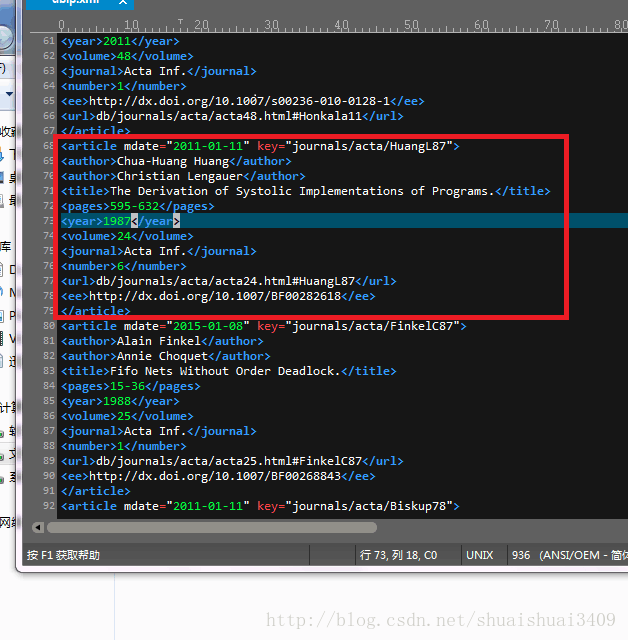 dblp.xml
0 10 20 30 40 50 60 70 80
61 <year>2011</year>
62 <volume>48</volume>
63 <journal>Acta Inf.</journal>
64 <number>1</number>
65 <ee>http://dx.doi.org/10.1007/s00236-010-0128-1</ee>
66 <url>db/journals/acta/acta48.html#Honkala11</url>
67 </article>
68 <article mdate="2011-01-11" key="journals/acta/HuangL87">
69 <author>Chua-Huang Huang</author>
70 <author>Christian Lengauer</author>
71 <title>The Derivation of Systolic Implementations of Programs.</title>
72 <pages>595-632</pages>
73 <year>1987</year>
74 <volume>24</volume>
75 <journal>Acta Inf.</journal>
76 <number>6</number>
77 <url>db/journals/acta/acta24.html#HuangL87</url>
78 <ee>http://dx.doi.org/10.1007/BF00282618</ee>
79 </article>
80 <article mdate="2015-01-08" key="journals/acta/FinkelC87">
81 <author>Alain Finkel</author>
82 <author>Annie Choquet</author>
83 <title>Fifo Nets Without Order Deadlock.</title>
84 <pages>15-36</pages>
85 <year>1988</year>
86 <volume>25</volume>
87 <journal>Acta Inf.</journal>
88 <number>1</number>
89 <url>db/journals/acta/acta25.html#FinkelC87</url>
90 <ee>http://dx.doi.org/10.1007/BF00268843</ee>
91 </article>
92 <article mdate="2011-01-11" key="journals/acta/Biskup78">
按 F1 获取帮助 行 73, 列 18, C0 UNIX 936 (ANSI/OEM - 简体
http://blog.csdn.net/shuaishuai3409